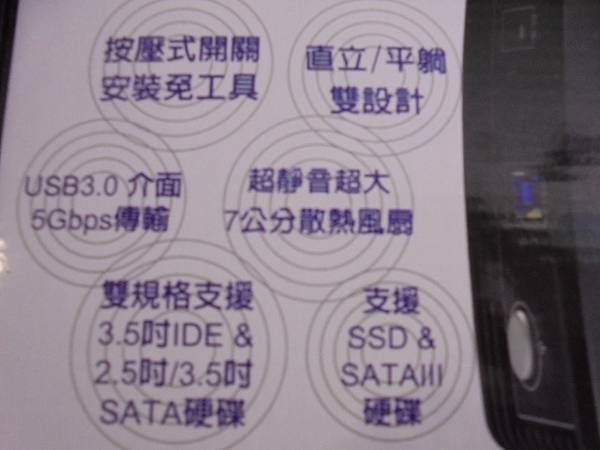 按壓式開關
安裝免工具
直立/平躺
雙設計
USB3.0 介面
5Gbps傳輸
超靜音超大
7公分散熱風扇
雙規格支援
3.5吋IDE &
2.5吋/3.5吋
SATA硬碟
支援
SSD &
SATAIII
硬碟